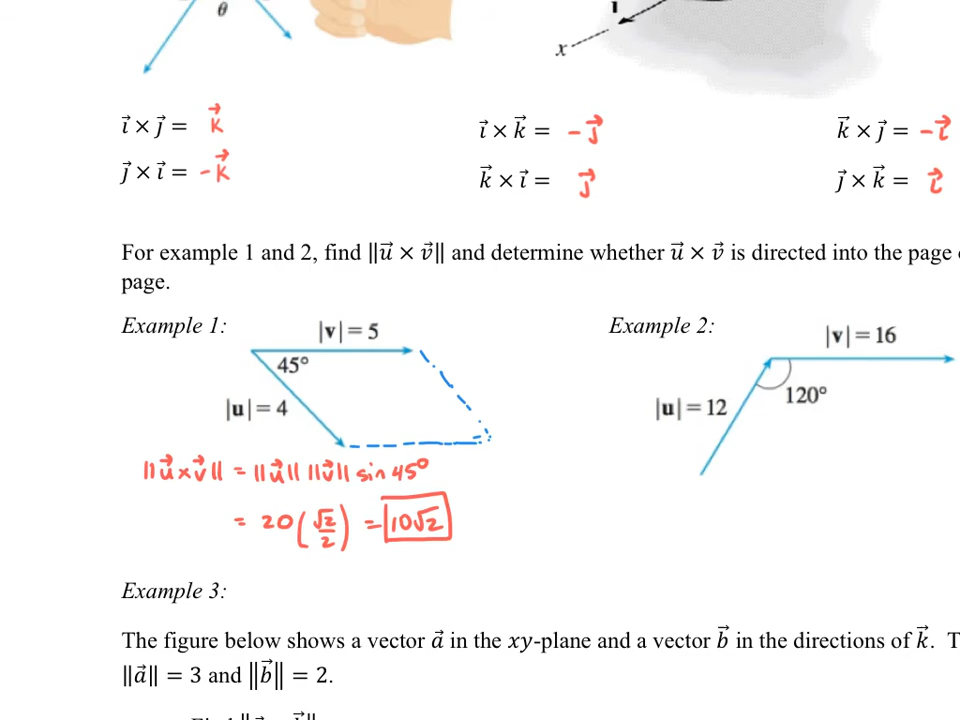 θ
i
x
i⃗ × j⃗ = k⃗
i⃗ × k⃗ = -j⃗
k⃗ × j⃗ = -i⃗
j⃗ × i⃗ = -k⃗
k⃗ × i⃗ = j⃗
j⃗ × k⃗ = i⃗
For example 1 and 2, find ||u⃗ × v⃗|| and determine whether u⃗ × v⃗ is directed into the page
page.
Example 1:
|v| = 5
45°
|u| = 4
||u⃗ × v⃗|| = ||u⃗|| ||v⃗|| sin 45°
= 20 (√2/2) = 10√2
Example 2:
|v| = 16
120°
|u| = 12
Example 3:
The figure below shows a vector a⃗ in the xy-plane and a vector b⃗ in the directions of k⃗.
||a⃗|| = 3 and ||b⃗|| = 2.